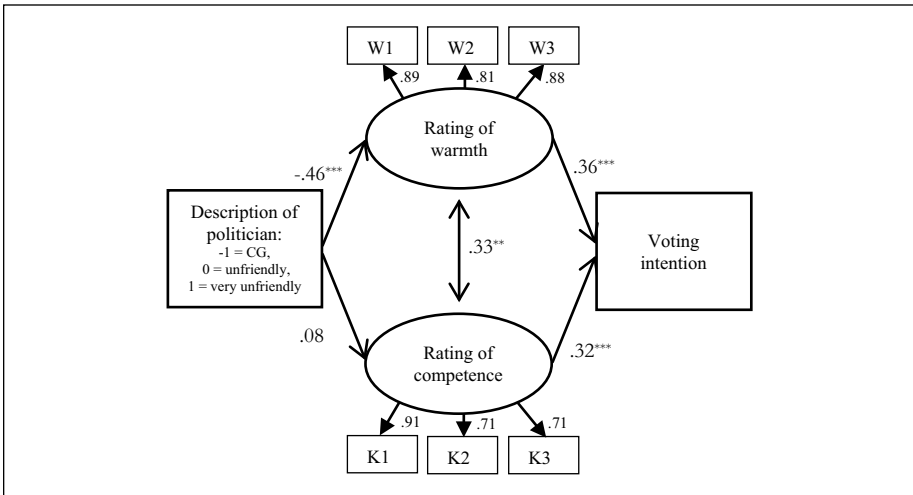 W1
W2
W3
.89
.81
.88
Rating of
warmth
-.46***
.36***
Description of
politician:
-1 = CG,
0 = unfriendly,
1 = very unfriendly
.33**
Voting
intention
.08
.32***
Rating of
competence
.91
.71
.71
K1
K2
K3